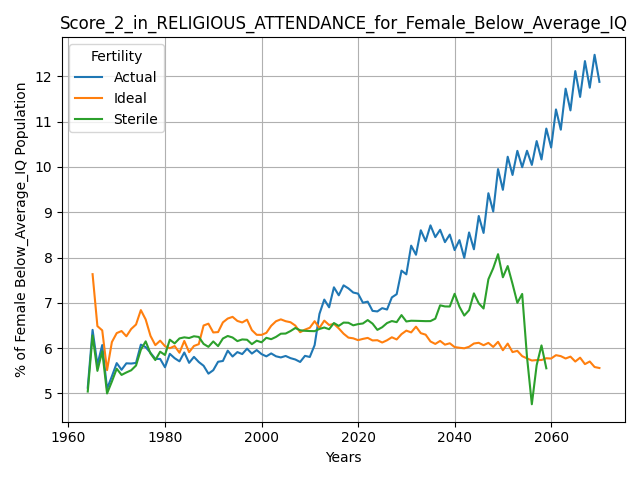 Score_2_in_RELIGIOUS_ATTENDANCE_for_Female_Below_Average_IQ
% of Female Below_Average_IQ Population
Fertility
Actual
Ideal
Sterile
12
11
10
9
8
7
6
5
1960 1980 2000 2020 2040 2060
Years